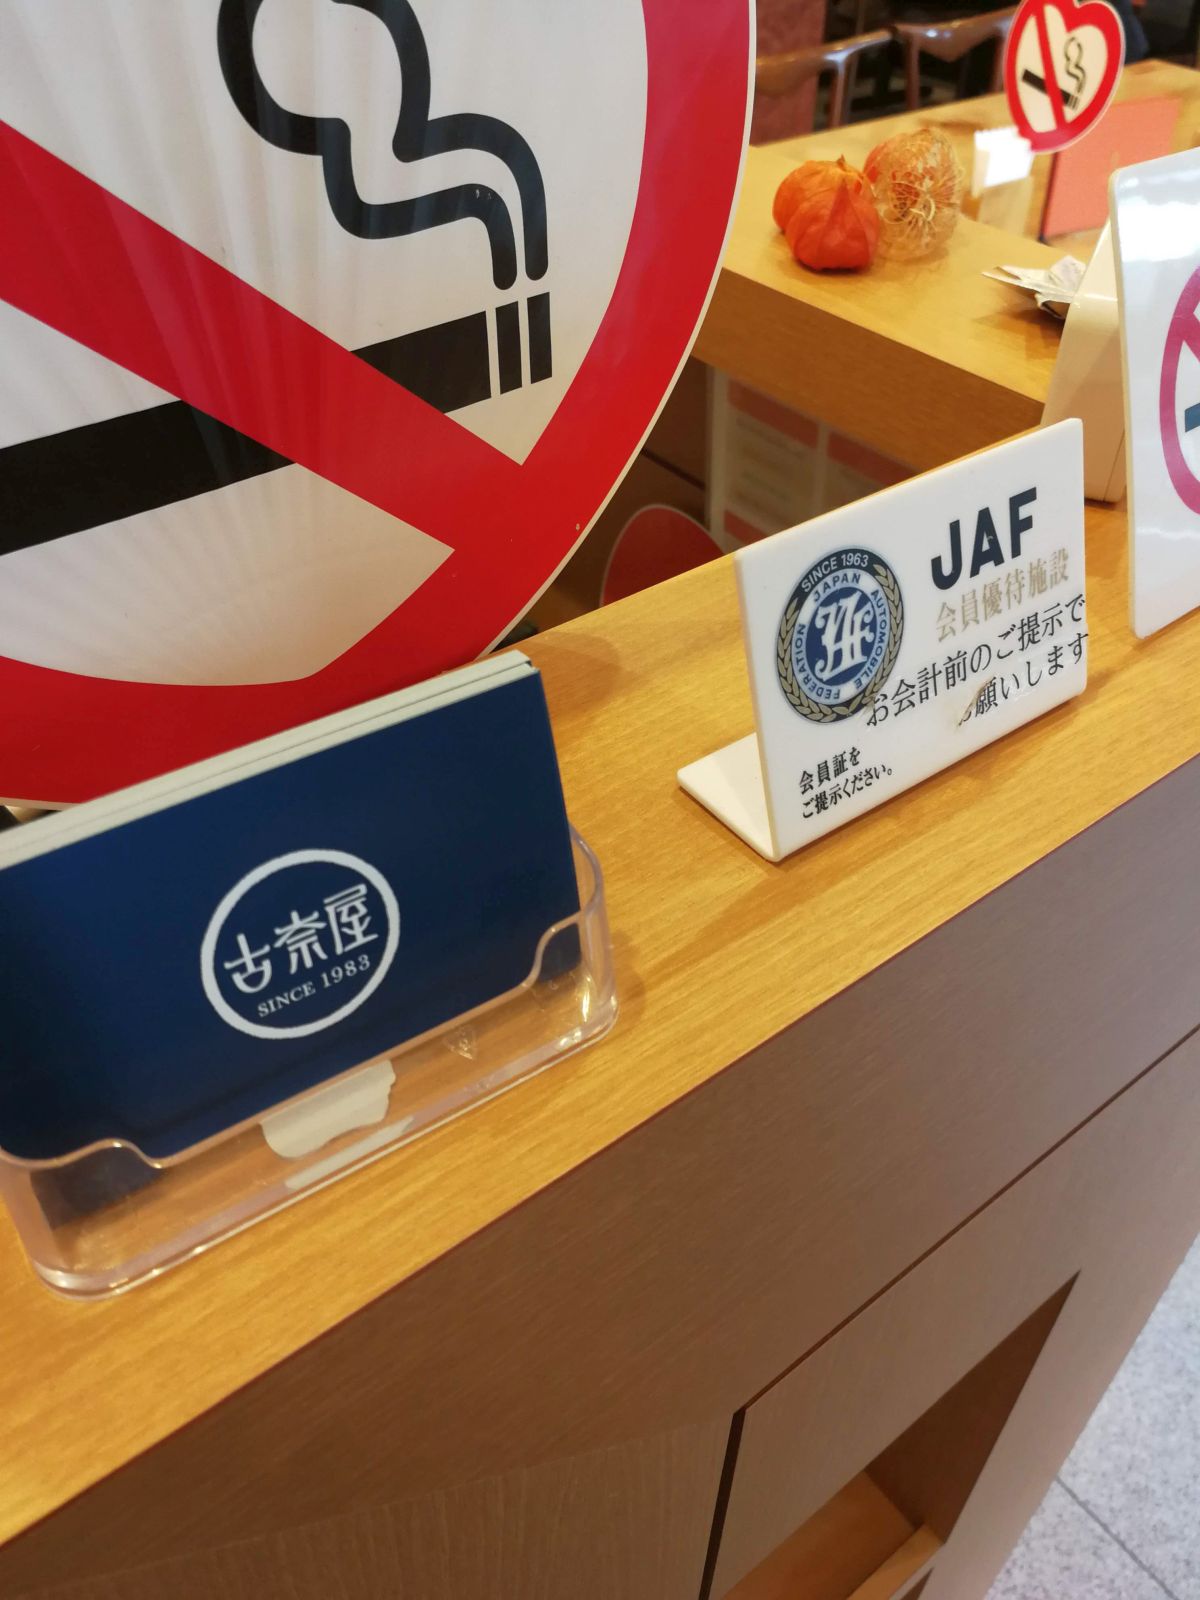 古奈屋
SINCE 1983
SINCE 1963
JAPAN AUTOMOBILE FEDERATION
JAF
会員優待施設
お会計前のご提示で
お願いします
会員証を
ご提示ください。